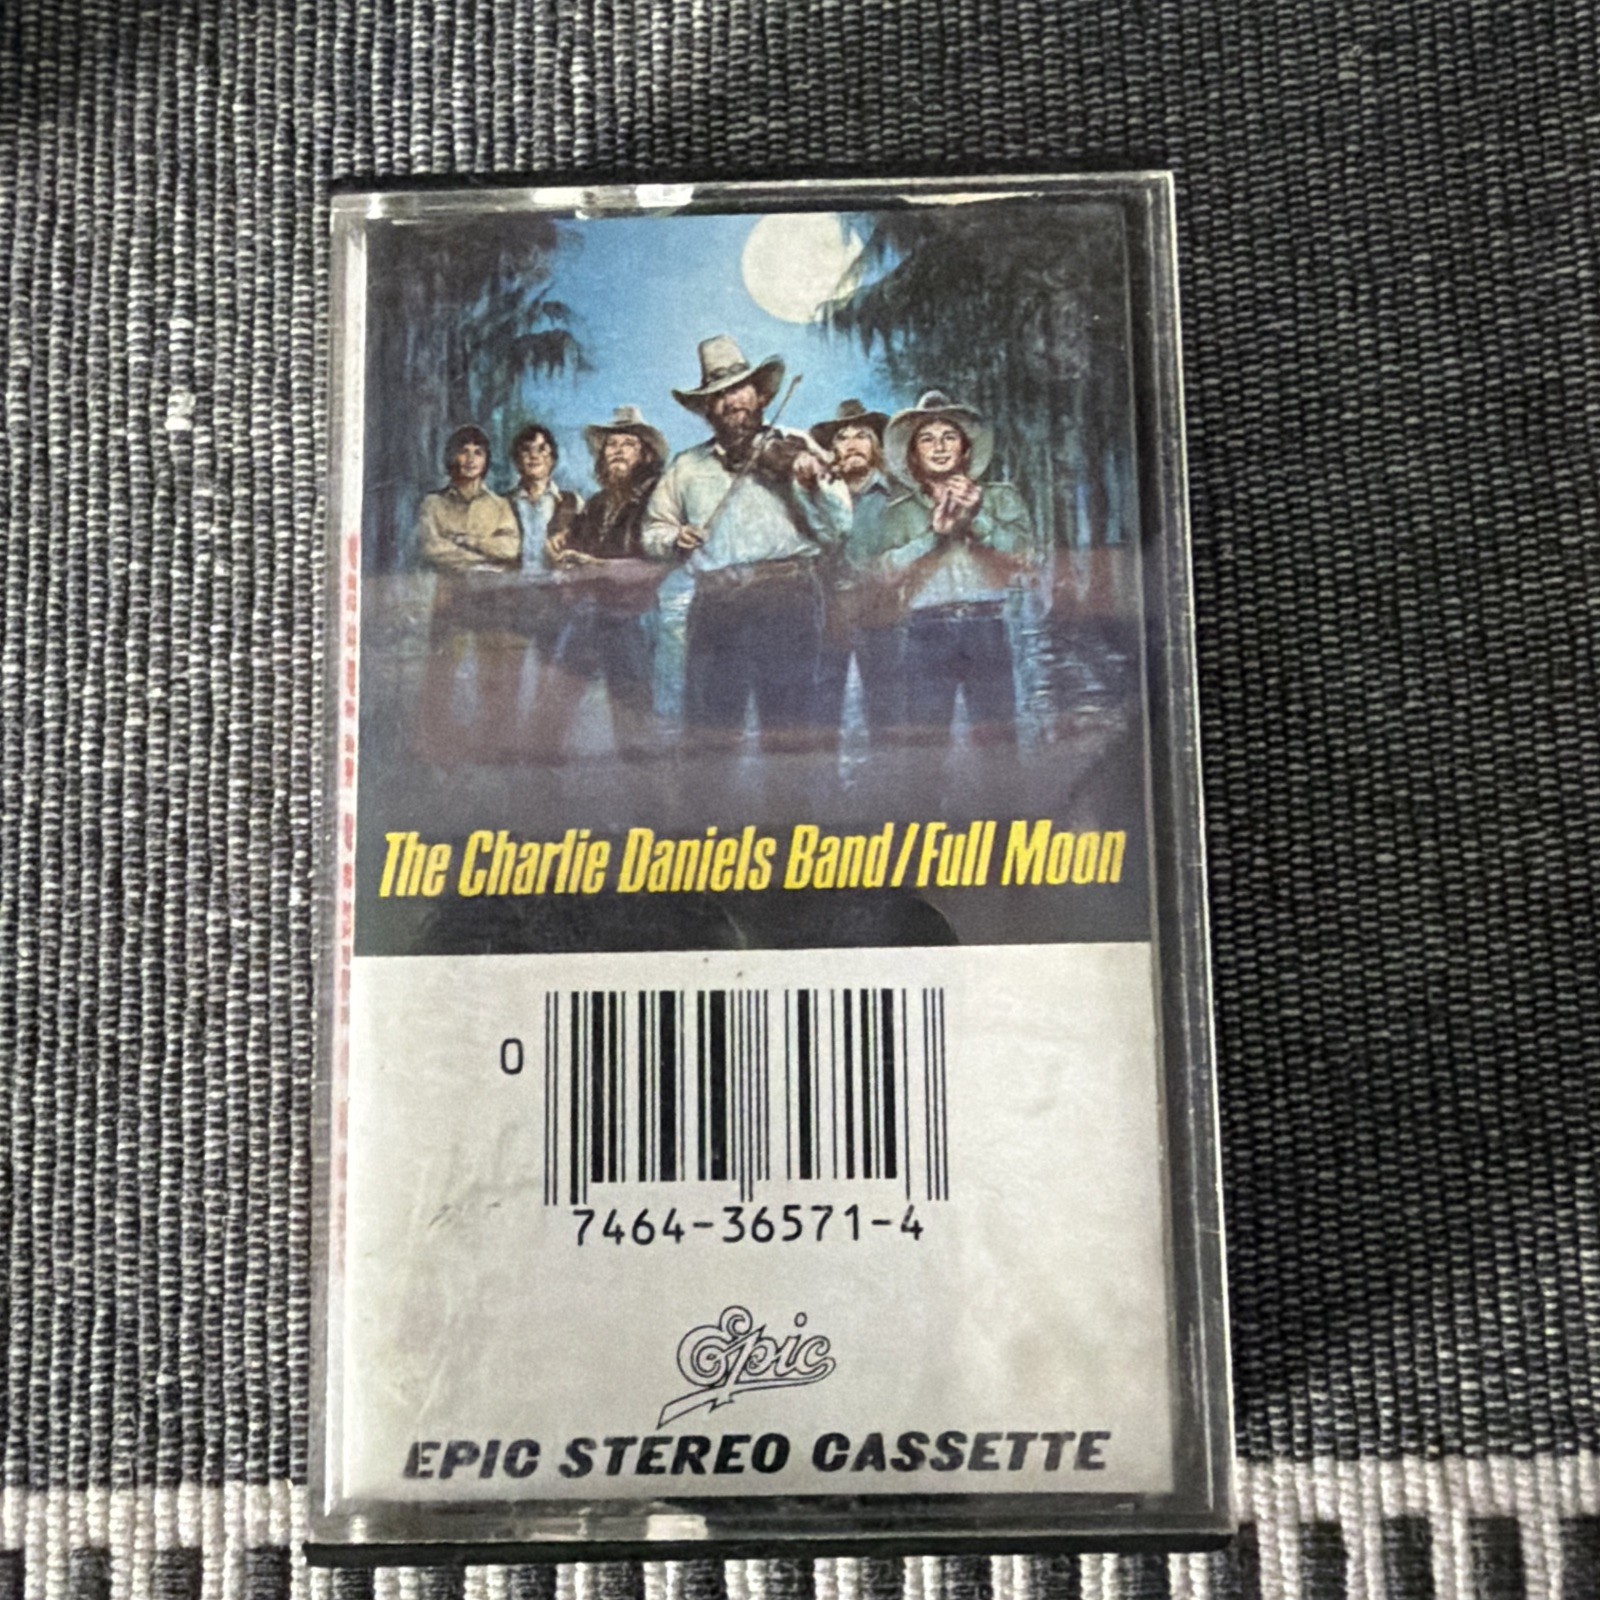 The Charlie Daniels Band/Full Moon
0
7464-36571-4
Epic
EPIC STEREO CASSETTE